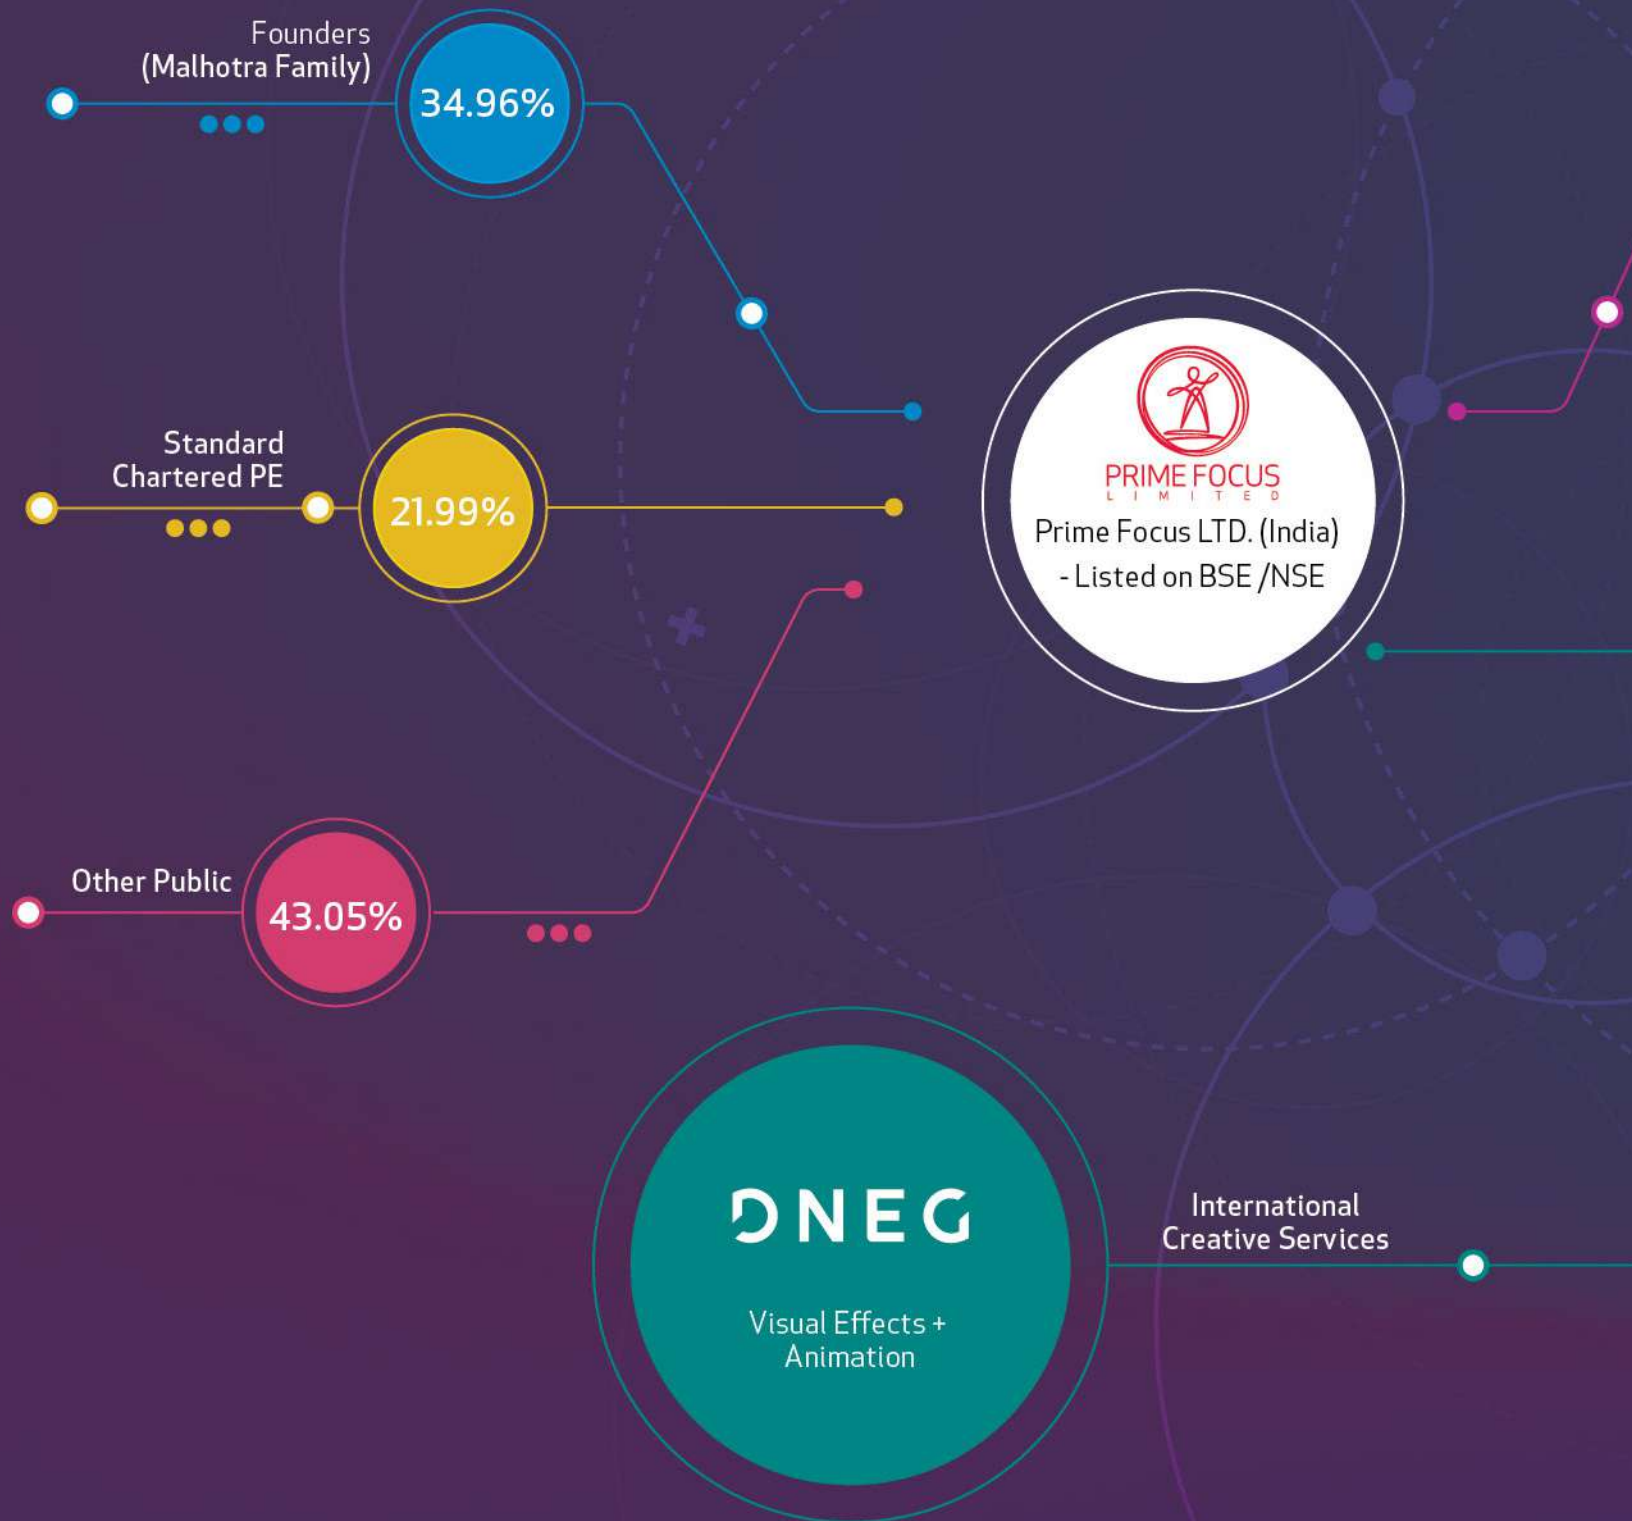 Founders
(Malhotra Family)
34.96%
Standard
Chartered PE
21.99%
PRIME FOCUS
LIMITED
Prime Focus LTD. (India)
- Listed on BSE /NSE
Other Public
43.05%
DNEG
Visual Effects +
Animation
International
Creative Services